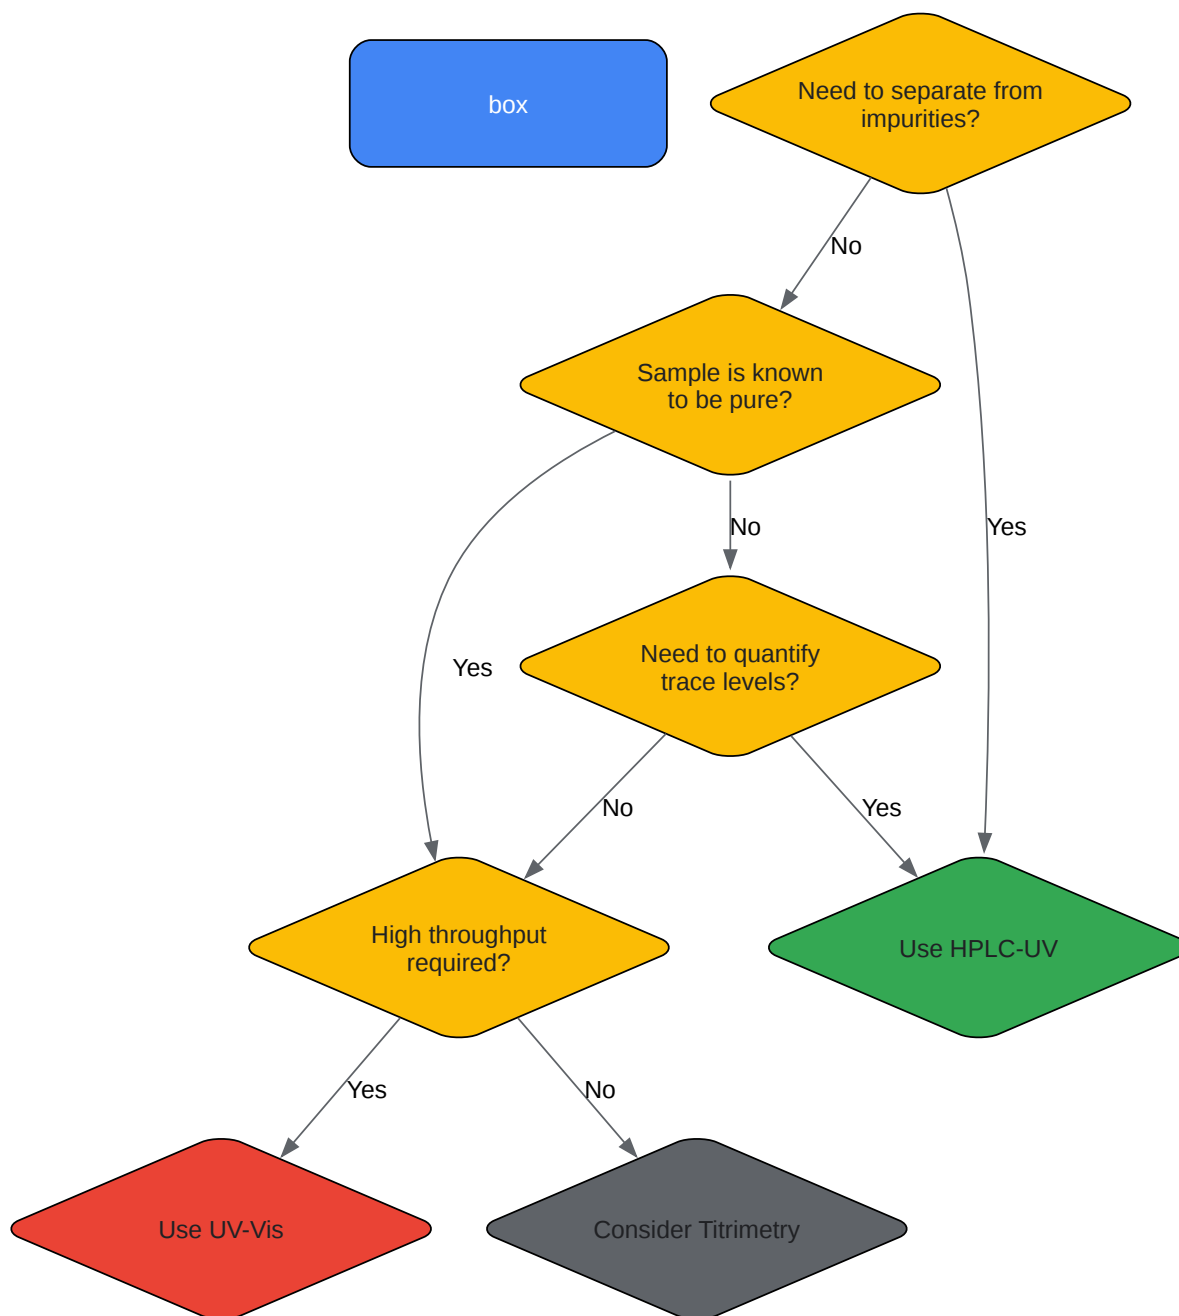 box
Need to separate from
impurities?
No
Sample is known
to be pure?
No
Yes
Yes
Need to quantify
trace levels?
No
Yes
High throughput
required?
Use HPLC-UV
Yes
No
Use UV-Vis
Consider Titrimetry